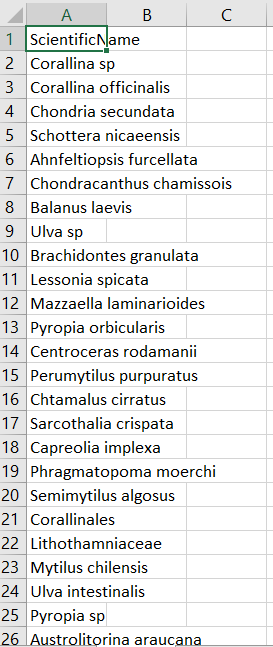 A B C
1 ScientificName
2 Corallina sp
3 Corallina officinalis
4 Chondria secundata
5 Schottera nicaeensis
6 Ahnfeltiopsis furcellata
7 Chondracanthus chamissois
8 Balanus laevis
9 Ulva sp
10 Brachidontes granulata
11 Lessonia spicata
12 Mazzaella laminarioides
13 Pyropia orbicularis
14 Centroceras rodamanii
15 Perumytilus purpuratus
16 Chtamalus cirratus
17 Sarcothalia crispata
18 Capreolia implexa
19 Phragmatopoma moerchi
20 Semimytilus algosus
21 Corallinales
22 Lithothamniaceae
23 Mytilus chilensis
24 Ulva intestinalis
25 Pyropia sp
26 Austrolitorina araucana